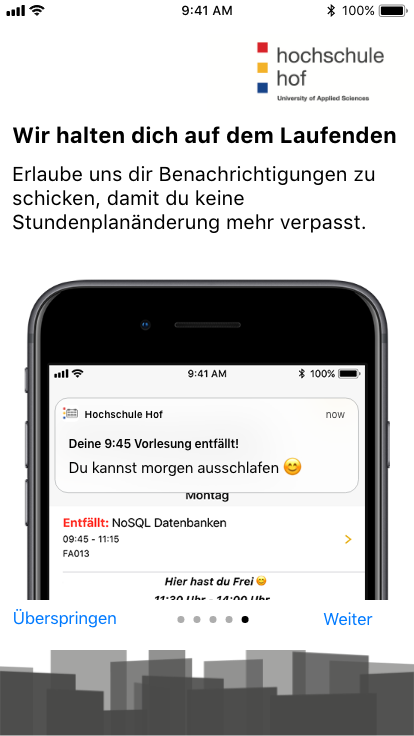 9:41 AM 100%
hochschule
hof
University of Applied Sciences
Wir halten dich auf dem Laufenden
Erlaube uns dir Benachrichtigungen zu
schicken, damit du keine
Stundenplanänderung mehr verpasst.
9:41 AM 100%
Hochschule Hof now
Deine 9:45 Vorlesung entfällt!
Du kannst morgen ausschlafen 😊
Montag
Entfällt: NoSQL Datenbanken
09:45 - 11:15
FA013
Hier hast du Frei 😊
11:30 Uhr - 14:00 Uhr
Überspringen Weiter